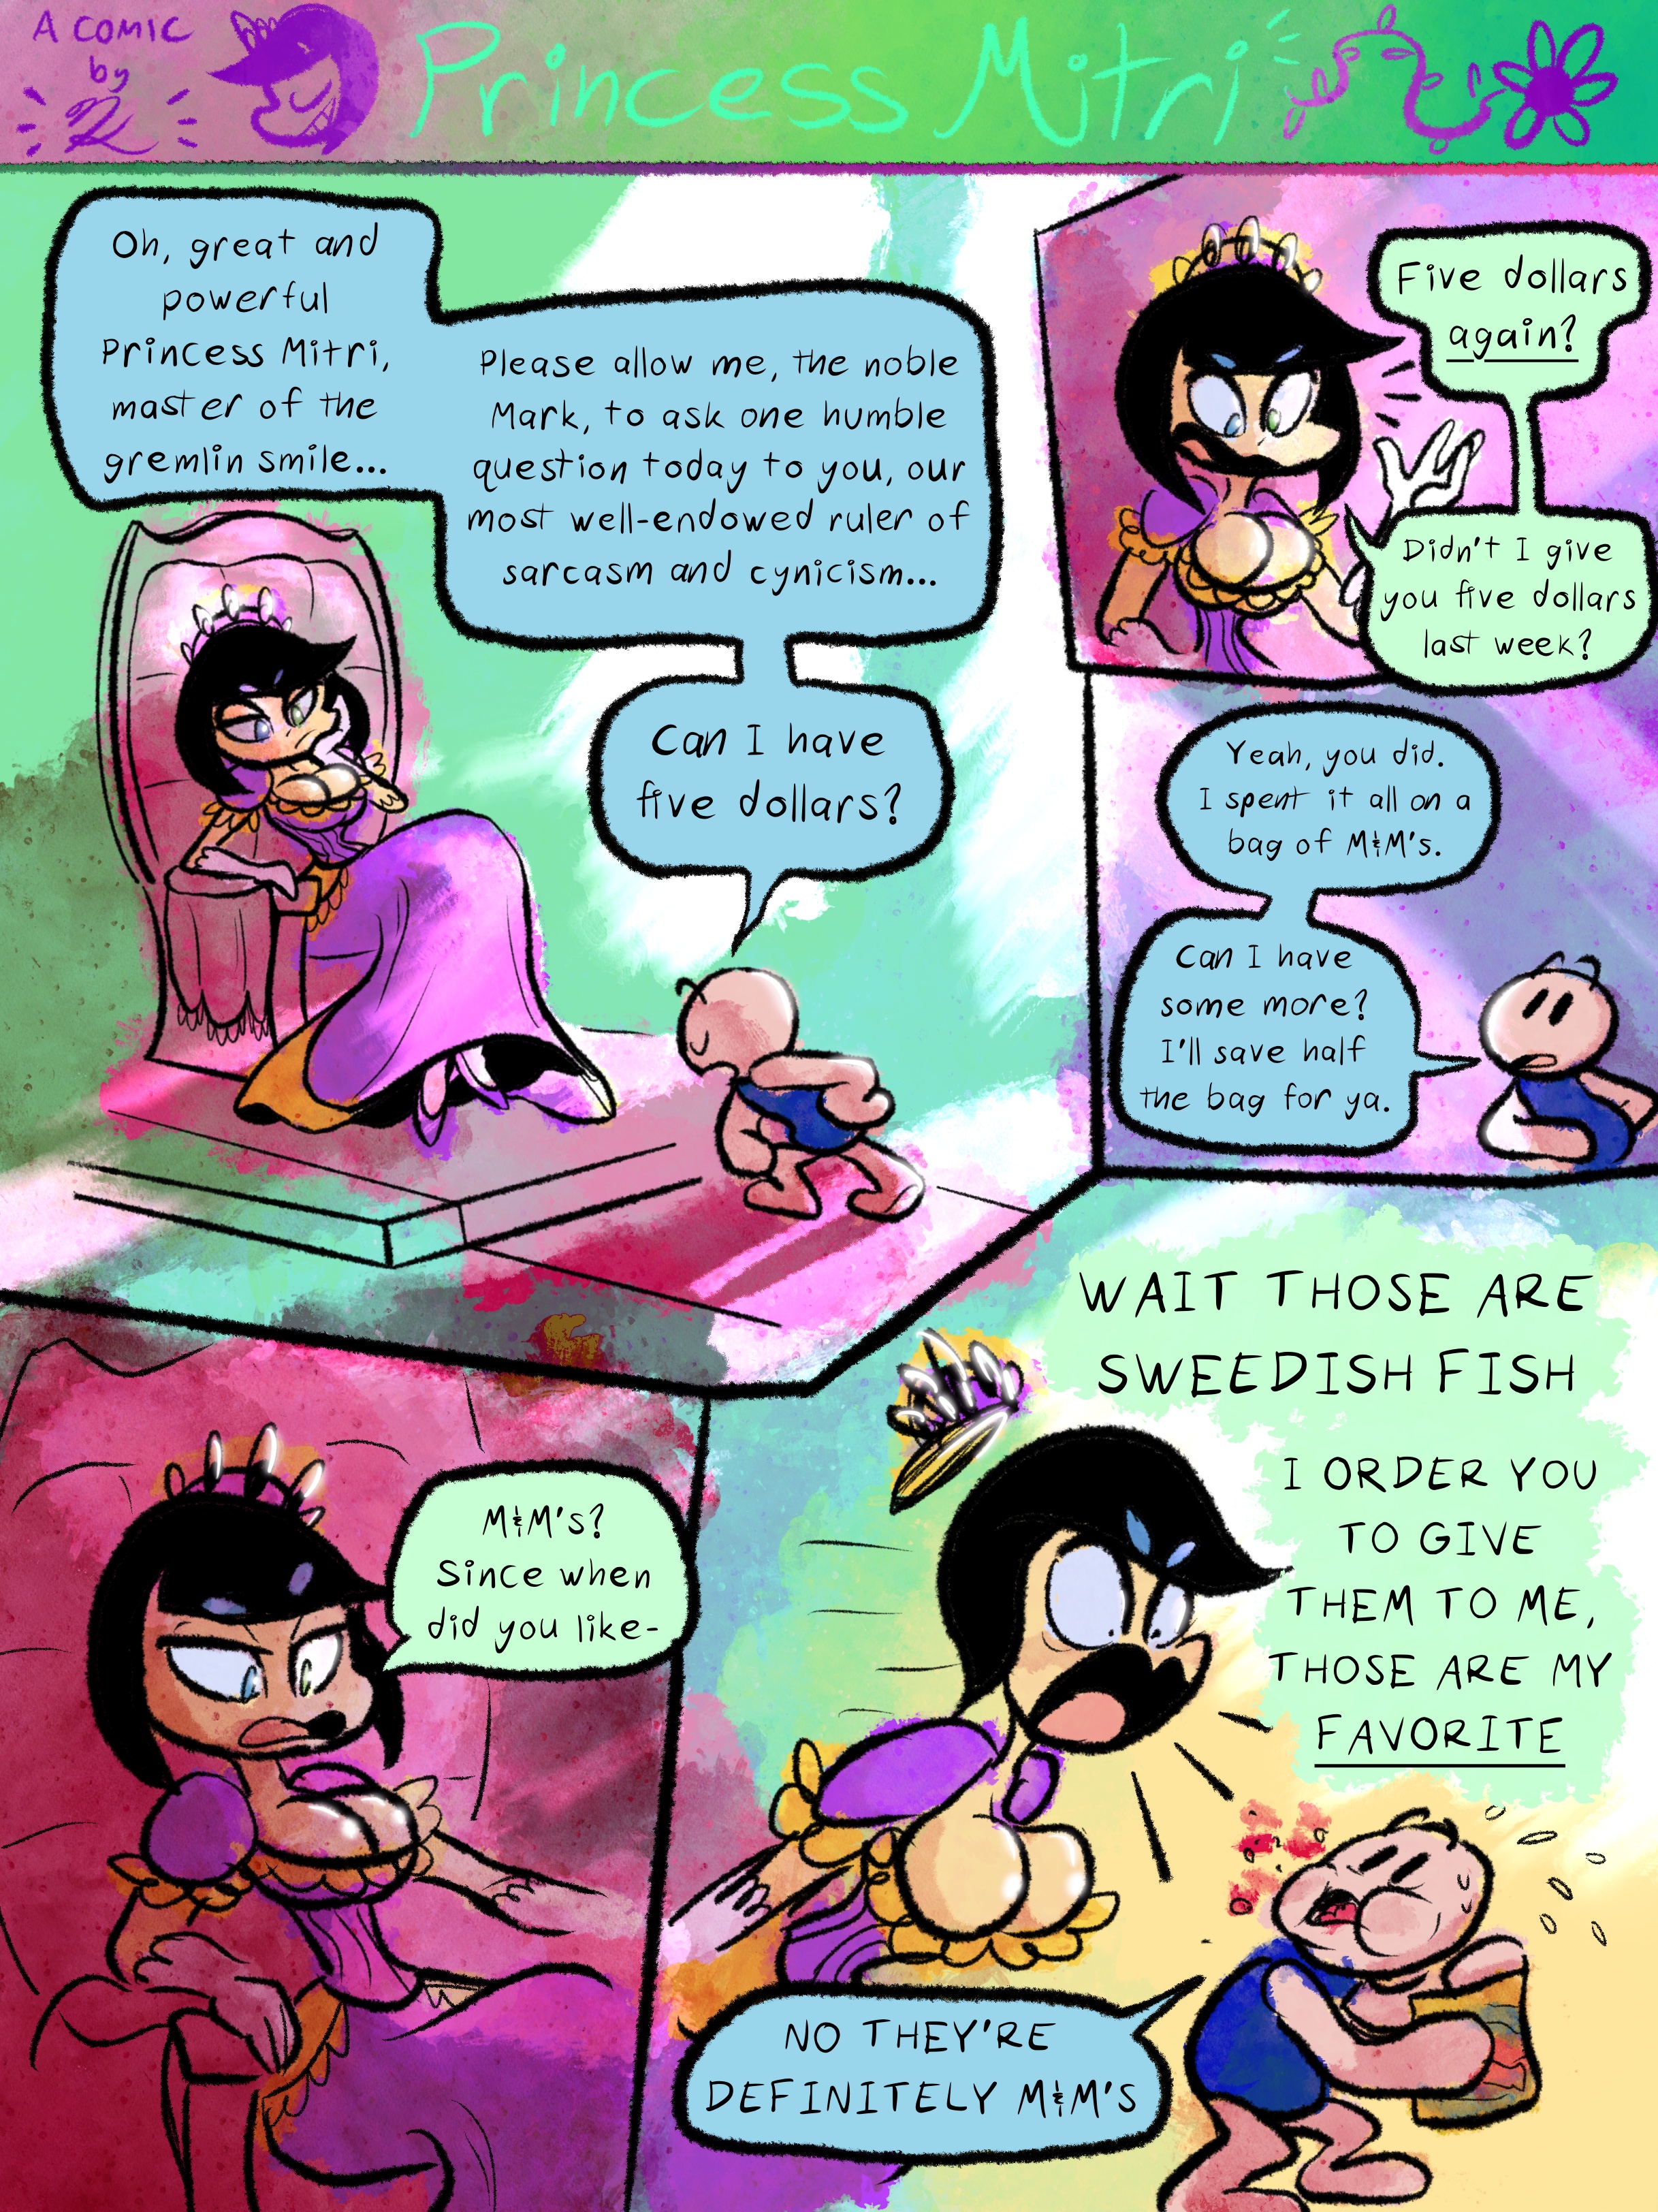 A COMIC
by
R
Princess Mitri
Oh, great and
powerful
Princess Mitri,
master of the
gremlin smile...
Please allow me, the noble
Mark, to ask one humble
question today to you, our
most well-endowed ruler of
sarcasm and cynicism...
Can I have
five dollars?
Five dollars
again?
Didn't I give
you five dollars
last week?
Yeah, you did.
I spent it all on a
bag of M&M's.
Can I have
some more?
I'll save half
the bag for ya.
M&M's?
Since when
did you like-
WAIT THOSE ARE
SWEEDISH FISH
I ORDER YOU
TO GIVE
THEM TO ME,
THOSE ARE MY
FAVORITE
NO THEY'RE
DEFINITELY M&M'S